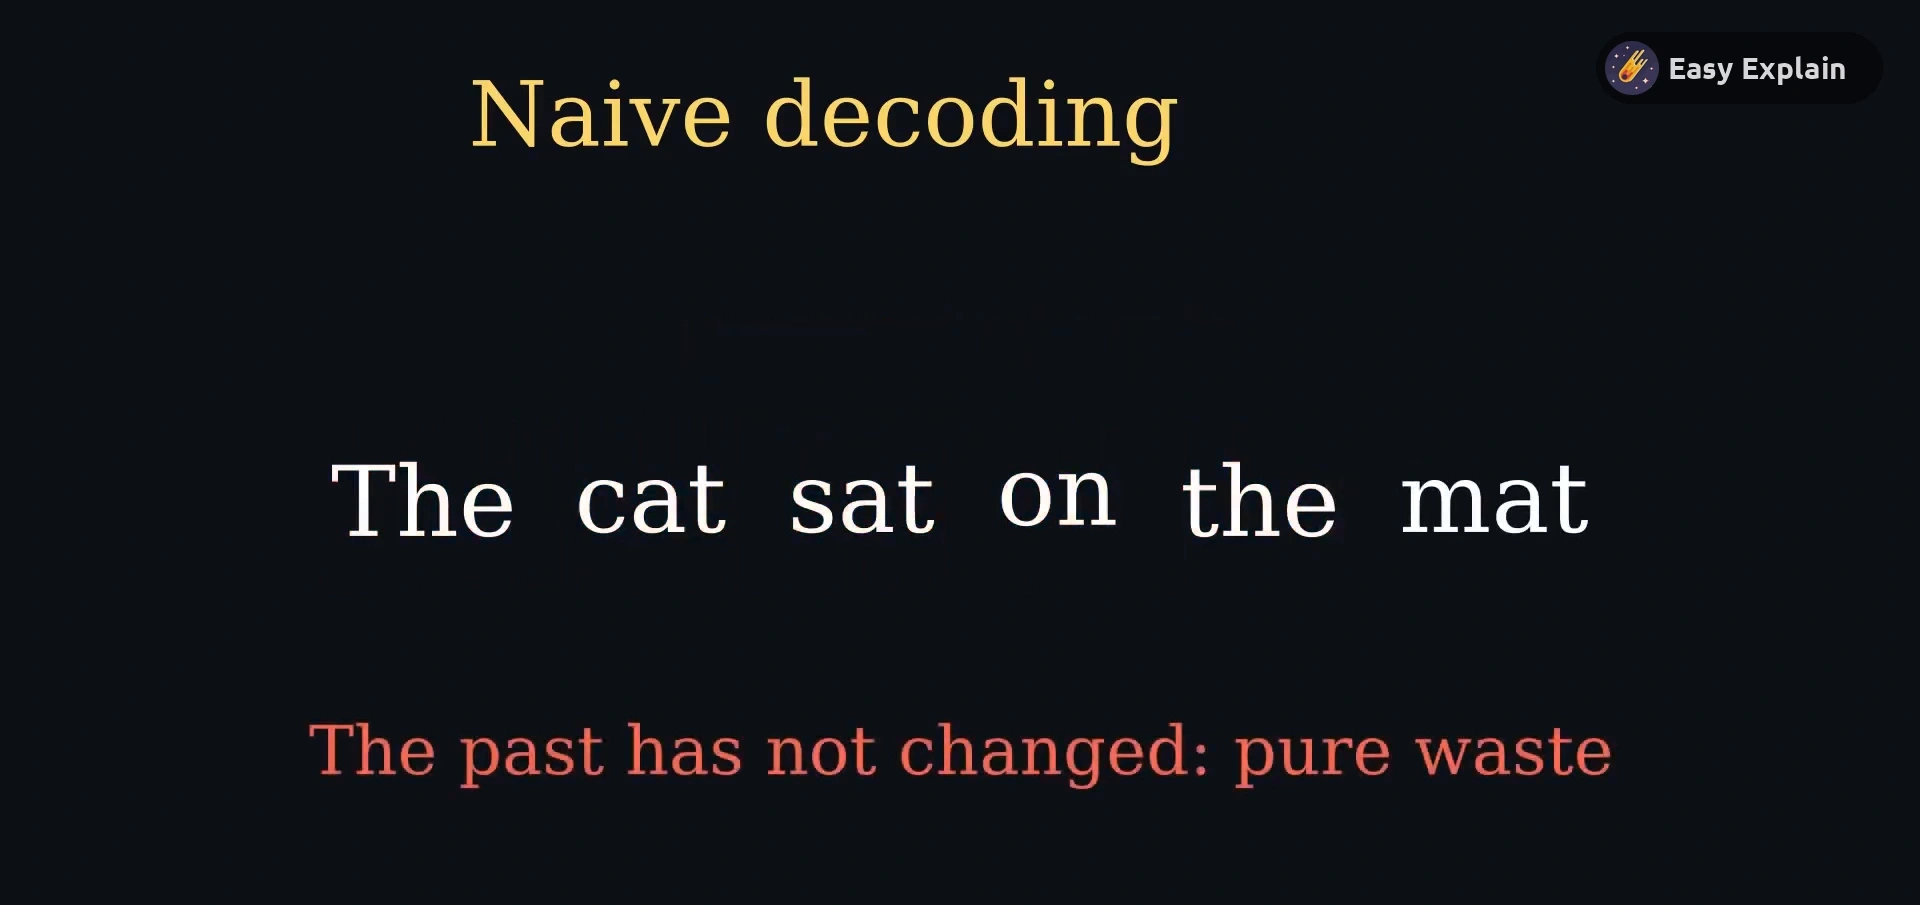 Easy Explain
Naive decoding
The cat sat on the mat
The past has not changed: pure waste